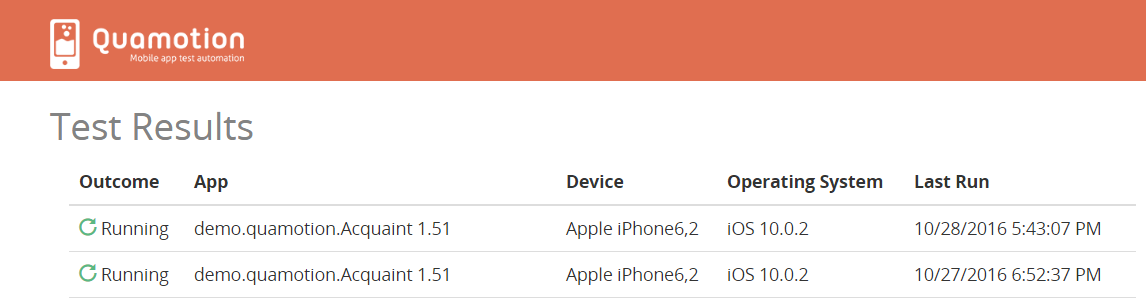 Quamotion
Mobile app test automation
Test Results
Outcome App Device Operating System Last Run
Running demo.quamotion.Acquaint 1.51 Apple iPhone6,2 iOS 10.0.2 10/28/2016 5:43:07 PM
Running demo.quamotion.Acquaint 1.51 Apple iPhone6,2 iOS 10.0.2 10/27/2016 6:52:37 PM